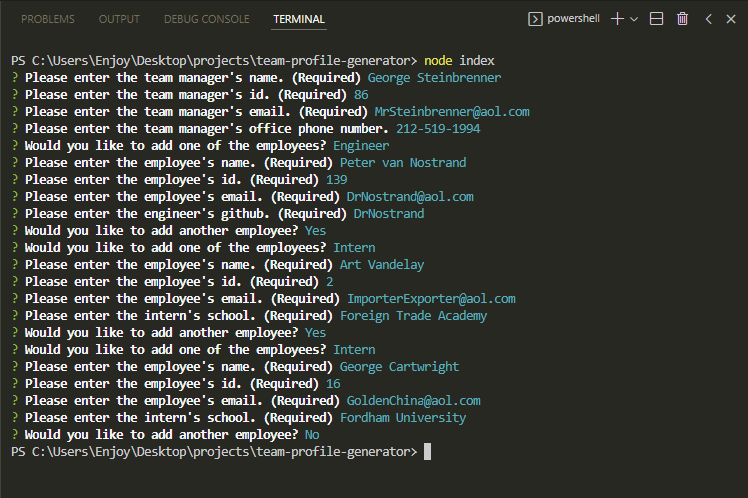 PROBLEMS OUTPUT DEBUG CONSOLE TERMINAL powershell
PS C:\Users\Enjoy\Desktop\projects\team-profile-generator> node index
? Please enter the team manager's name. (Required) George Steinbrenner
? Please enter the team manager's id. (Required) 86
? Please enter the team manager's email. (Required) MrSteinbrenner@aol.com
? Please enter the team manager's office phone number. 212-519-1994
? Would you like to add one of the employees? Engineer
? Please enter the employee's name. (Required) Peter van Nostrand
? Please enter the employee's id. (Required) 139
? Please enter the employee's email. (Required) DrNostrand@aol.com
? Please enter the engineer's github. (Required) DrNostrand
? Would you like to add another employee? Yes
? Would you like to add one of the employees? Intern
? Please enter the employee's name. (Required) Art Vandelay
? Please enter the employee's id. (Required) 2
? Please enter the employee's email. (Required) ImporterExporter@aol.com
? Please enter the intern's school. (Required) Foreign Trade Academy
? Would you like to add another employee? Yes
? Would you like to add one of the employees? Intern
? Please enter the employee's name. (Required) George Cartwright
? Please enter the employee's id. (Required) 16
? Please enter the employee's email. (Required) GoldenChina@aol.com
? Please enter the intern's school. (Required) Fordham University
? Would you like to add another employee? No
PS C:\Users\Enjoy\Desktop\projects\team-profile-generator>